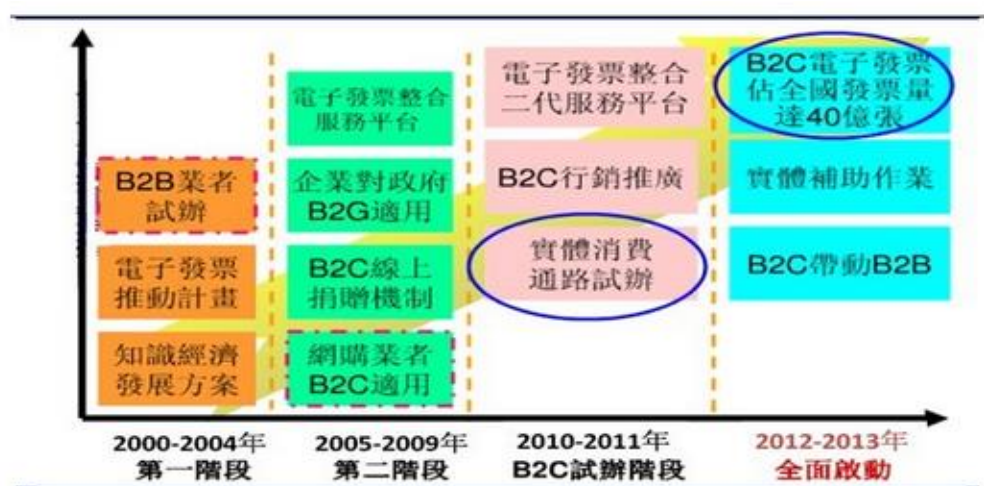 B2B業者
試辦
電子發票
推動計畫
知識經濟
發展方案
電子發票整合
服務平台
企業對政府
B2G適用
B2C線上
捐贈機制
網購業者
B2C適用
電子發票整合
二代服務平台
B2C行銷推廣
實體消費
通路試辦
B2C電子發票
佔全國發票量
達40億張
實體補助作業
B2C帶動B2B
2000-2004年
第一階段
2005-2009年
第二階段
2010-2011年
B2C試辦階段
2012-2013年
全面啟動